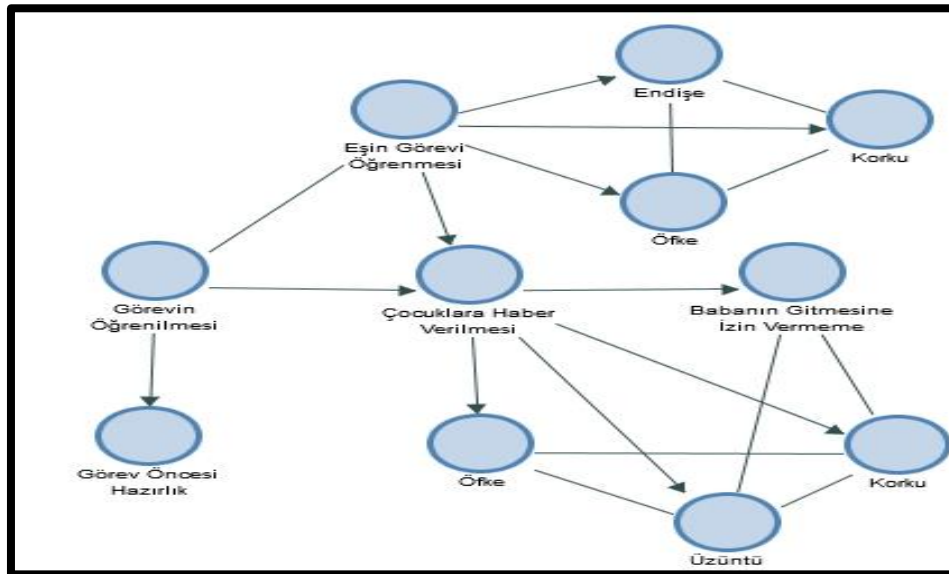 Endişe
Eşin Görevi
Öğrenmesi
Korku
Öfke
Görevin
Öğrenilmesi
Çocuklara Haber
Verilmesi
Babanın Gitmesine
İzin Vermeme
Görev Öncesi
Hazırlık
Öfke
Korku
Üzüntü